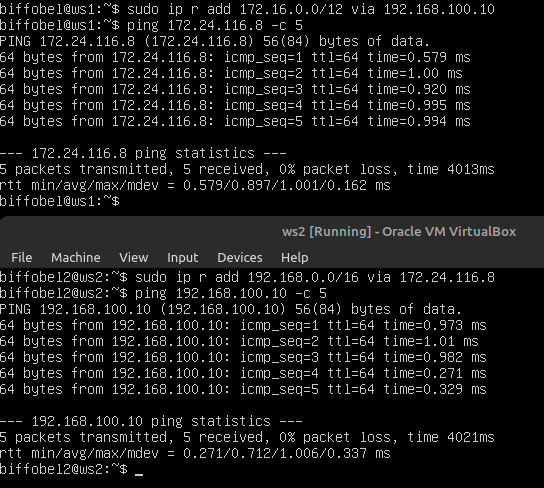 biffobel@ws1:~$ sudo ip r add 172.16.0.0/12 via 192.168.100.10
biffobel@ws1:~$ ping 172.24.116.8 -c 5
PING 172.24.116.8 (172.24.116.8) 56(84) bytes of data.
64 bytes from 172.24.116.8: icmp_seq=1 ttl=64 time=0.579 ms
64 bytes from 172.24.116.8: icmp_seq=2 ttl=64 time=1.00 ms
64 bytes from 172.24.116.8: icmp_seq=3 ttl=64 time=0.920 ms
64 bytes from 172.24.116.8: icmp_seq=4 ttl=64 time=0.995 ms
64 bytes from 172.24.116.8: icmp_seq=5 ttl=64 time=0.994 ms
--- 172.24.116.8 ping statistics ---
5 packets transmitted, 5 received, 0% packet loss, time 4013ms
rtt min/avg/max/mdev = 0.579/0.897/1.001/0.162 ms
biffobel@ws1:~$
ws2 [Running] - Oracle VM VirtualBox
File Machine View Input Devices Help
biffobel2@ws2:~$ sudo ip r add 192.168.0.0/16 via 172.24.116.8
biffobel2@ws2:~$ ping 192.168.100.10 -c 5
PING 192.168.100.10 (192.168.100.10) 56(84) bytes of data.
64 bytes from 192.168.100.10: icmp_seq=1 ttl=64 time=0.973 ms
64 bytes from 192.168.100.10: icmp_seq=2 ttl=64 time=1.01 ms
64 bytes from 192.168.100.10: icmp_seq=3 ttl=64 time=0.982 ms
64 bytes from 192.168.100.10: icmp_seq=4 ttl=64 time=0.271 ms
64 bytes from 192.168.100.10: icmp_seq=5 ttl=64 time=0.329 ms
--- 192.168.100.10 ping statistics ---
5 packets transmitted, 5 received, 0% packet loss, time 4021ms
rtt min/avg/max/mdev = 0.271/0.712/1.006/0.337 ms
biffobel2@ws2:~$ _